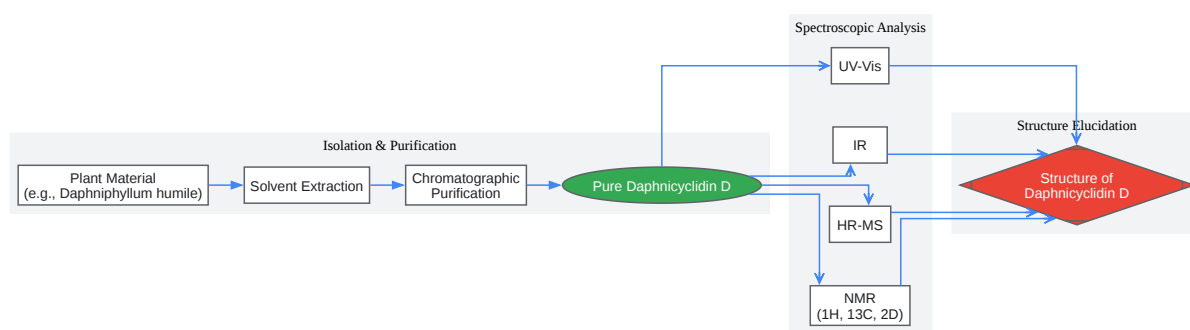 Isolation & Purification
Plant Material
(e.g., Daphniphyllum humile)
Solvent Extraction
Chromatographic
Purification
Pure Daphnicyclidin D
Spectroscopic Analysis
UV-Vis
IR
HR-MS
NMR
(1H, 13C, 2D)
Structure Elucidation
Structure of
Daphnicyclidin D